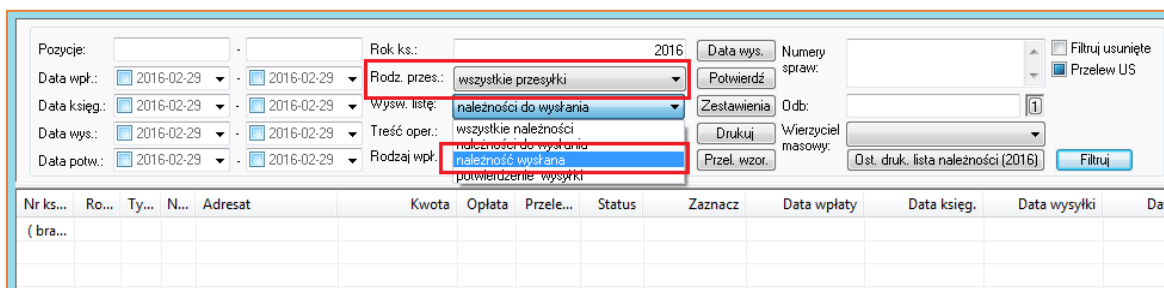 Pozycje: - Rok ks.: 2016 Data wys. Numery spraw: Filtruj usunięte
Data wpł.: 2016-02-29 - 2016-02-29 Rodz. przes.: wszystkie przesyłki Potwierdź Przelew US
Data księg.: 2016-02-29 - 2016-02-29 Wyśw. listę: należności do wysłania Zestawienia Odb: 1
Data wys.: 2016-02-29 - 2016-02-29 Treść oper.: wszystkie należności Drukuj Wierzyciel masowy:
należności do wysłania
Data potw.: 2016-02-29 - 2016-02-29 Rodzaj wpł. należność wysłana Przel. wzor. Ost. druk. lista należności (2016) Filtruj
potwierdzenie wysyłki
Nr ks... Ro... Ty... N... Adresat Kwota Opłata Przele... Status Zaznacz Data wpłaty Data księg. Data wysyłki Da
( bra...